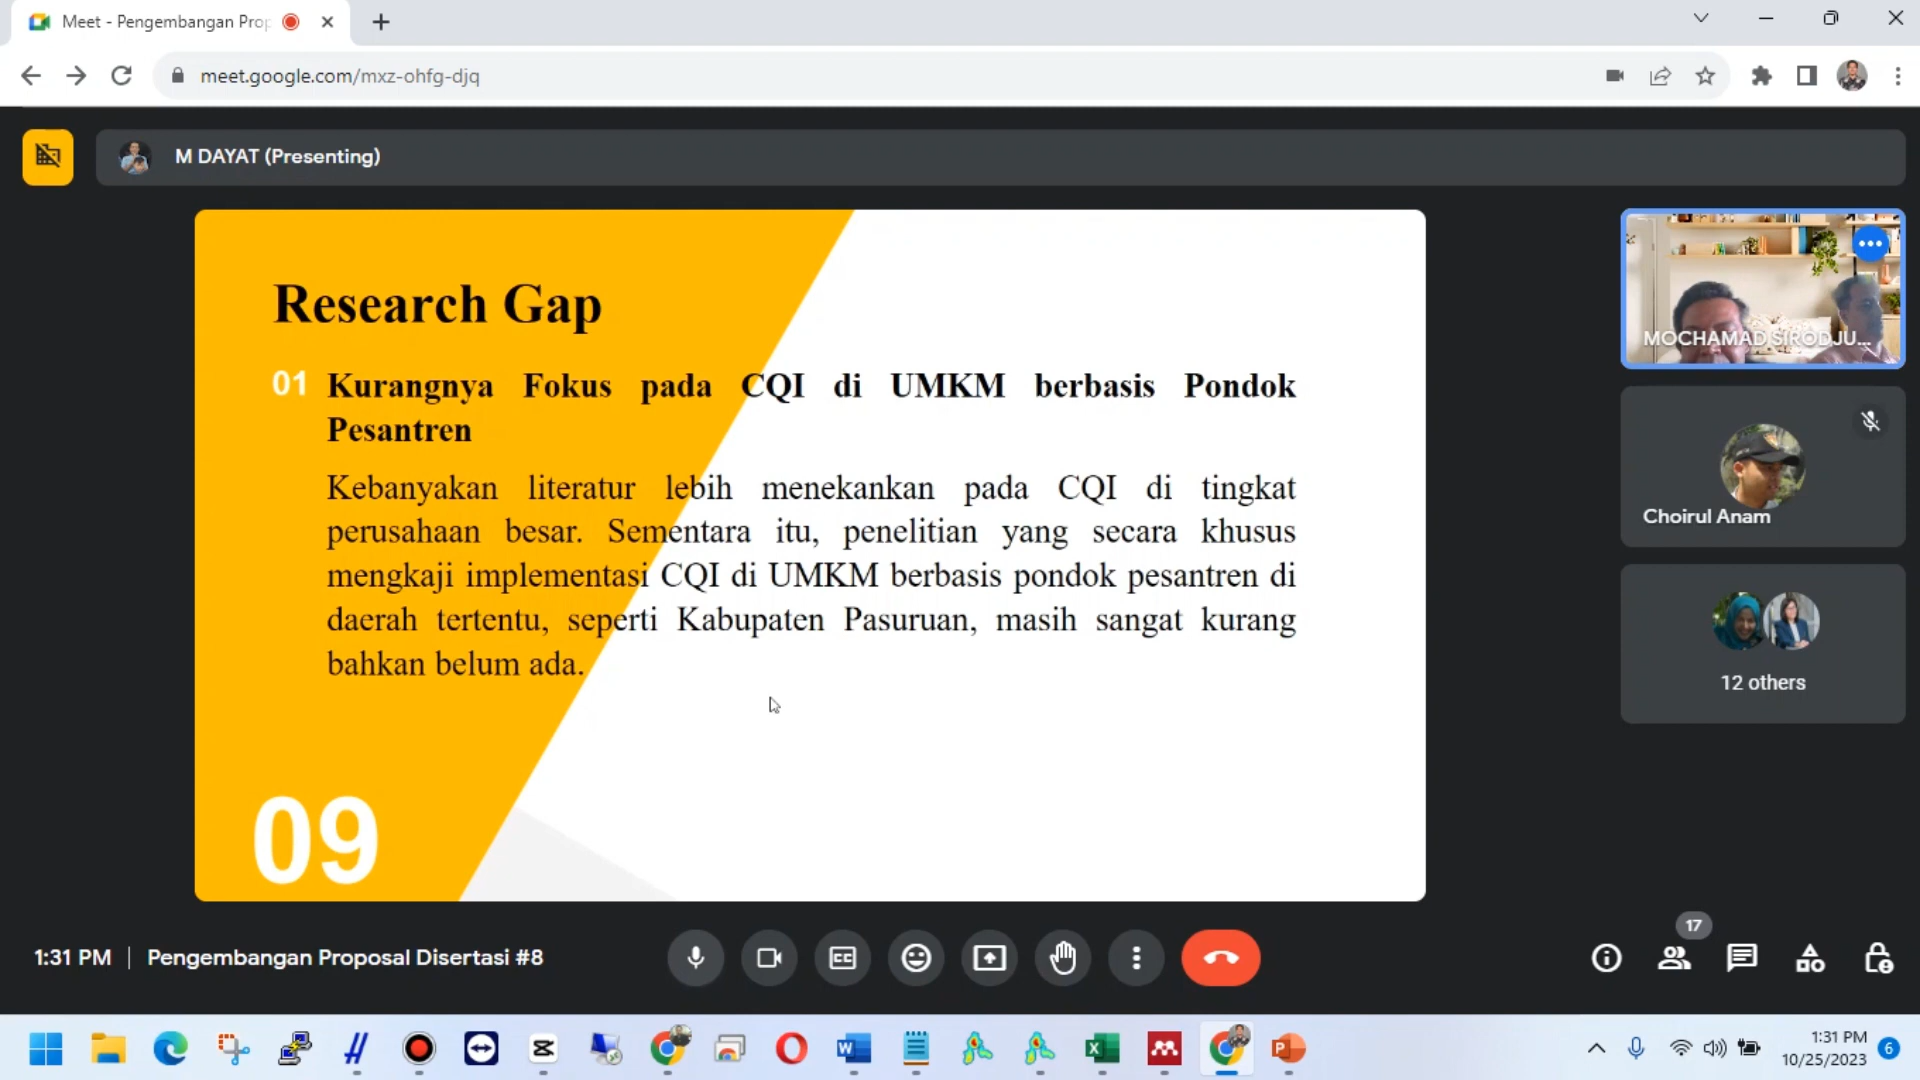 Meet - Pengembangan Prop
meet.google.com/mxz-ohfg-djq
M DAYAT (Presenting)
Research Gap
01 Kurangnya Fokus pada CQI di UMKM berbasis Pondok
Pesantren
Kebanyakan literatur lebih menekankan pada CQI di tingkat
perusahaan besar. Sementara itu, penelitian yang secara khusus
mengkaji implementasi CQI di UMKM berbasis pondok pesantren di
daerah tertentu, seperti Kabupaten Pasuruan, masih sangat kurang
bahkan belum ada.
09
MOCHAMAD SIRODJU...
Choirul Anam
12 others
1:31 PM | Pengembangan Proposal Disertasi #8
CC
17
1:31 PM
10/25/2023
6